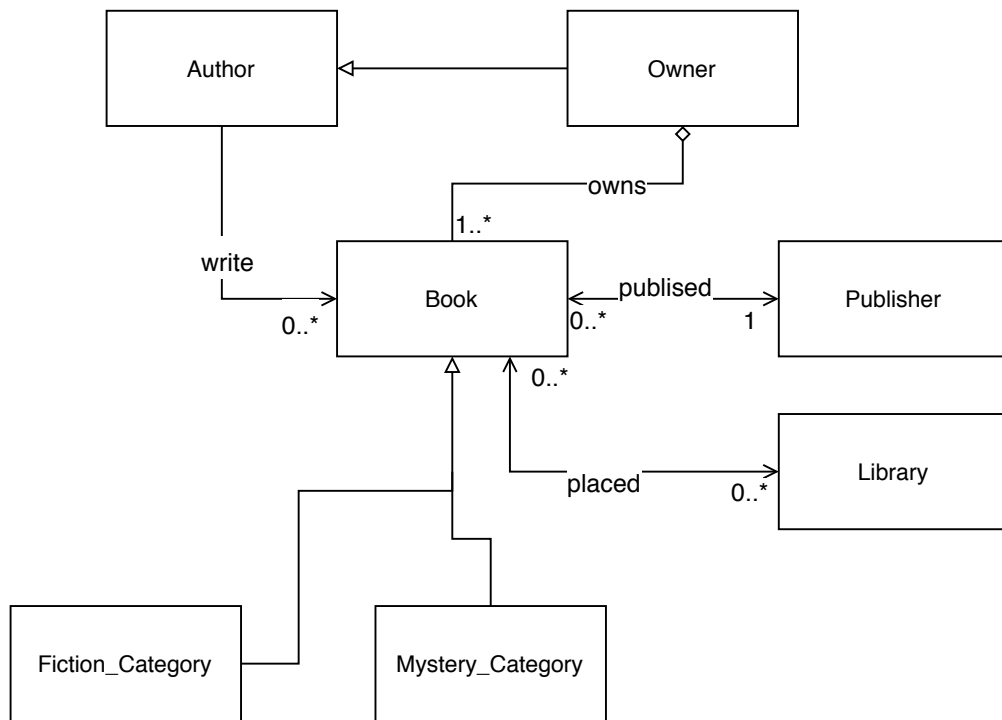 Author
Owner
owns
1..*
write
Book
publised
Publisher
0..*
0..*
1
0..*
Library
placed
0..*
Fiction_Category
Mystery_Category